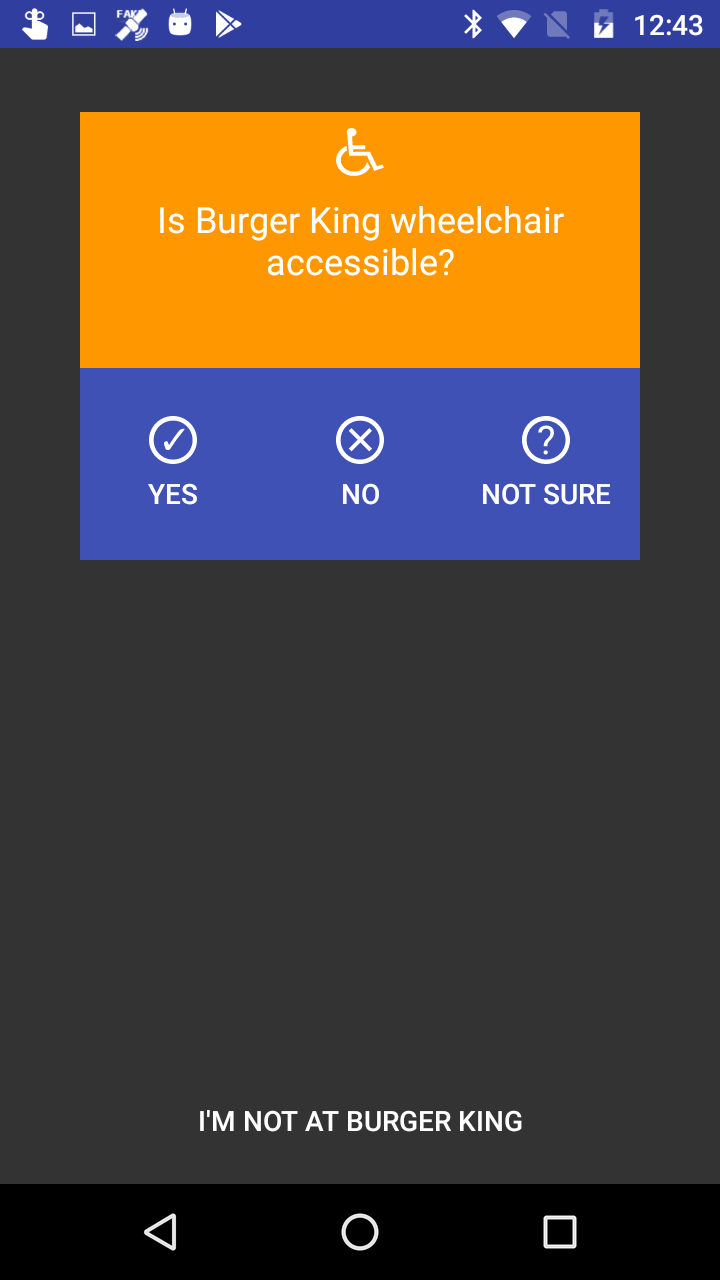 FAKE
12:43
Is Burger King wheelchair
accessible?
YES
NO
NOT SURE
I'M NOT AT BURGER KING